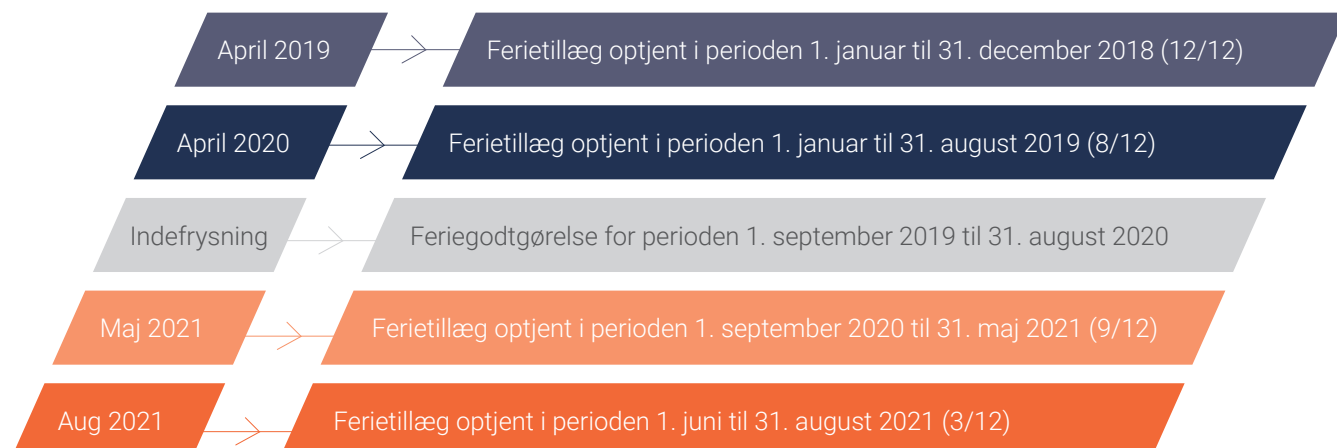 April 2019 Ferietillæg optjent i perioden 1. januar til 31. december 2018 (12/12)
April 2020 Ferietillæg optjent i perioden 1. januar til 31. august 2019 (8/12)
Indefrysning Feriegodtgørelse for perioden 1. september 2019 til 31. august 2020
Maj 2021 Ferietillæg optjent i perioden 1. september 2020 til 31. maj 2021 (9/12)
Aug 2021 Ferietillæg optjent i perioden 1. juni til 31. august 2021 (3/12)